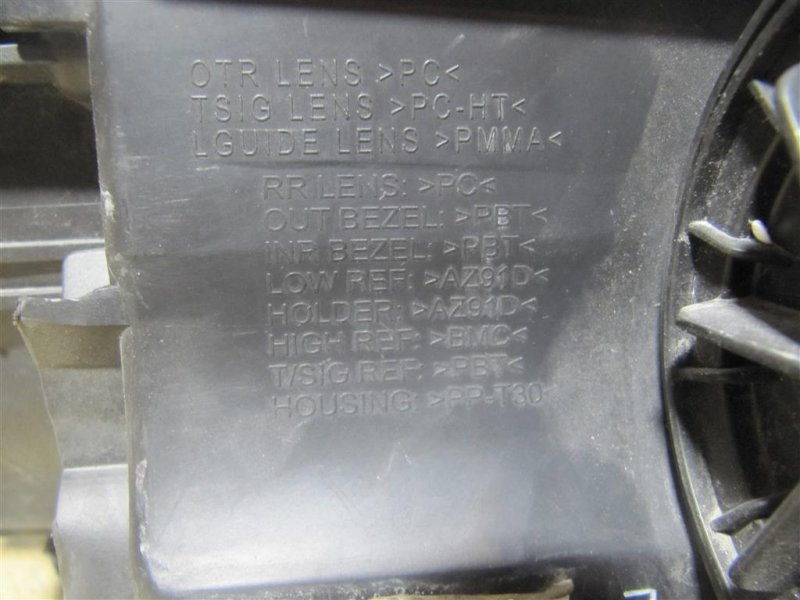 OTR LENS >PC<
TSIG LENS >PC-HT<
LGUIDE LENS >PMMA<
RR LENS: >PC<
OUT BEZEL: >PBT<
INR BEZEL: >PBT<
LOW REF: >AZ91D<
HOLDER: >AZ91D<
HIGH REF: >BMC<
T/SIG REF: >PBT<
HOUSING: >PP-T30<